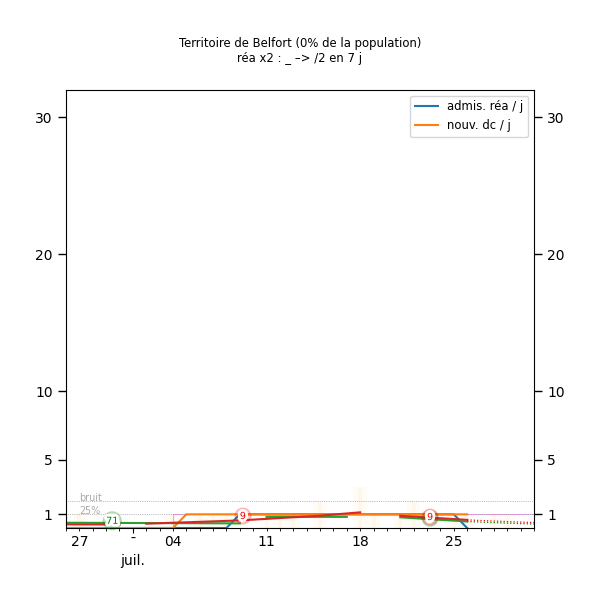 Territoire de Belfort (0% de la population)
réa x2 : _ –> /2 en 7 j
admis. réa / j
nouv. dc / j
30 30
20 20
10 10
5 5
bruit
25%
1 1
71 9 9
27 - 04 11 18 25
juil.